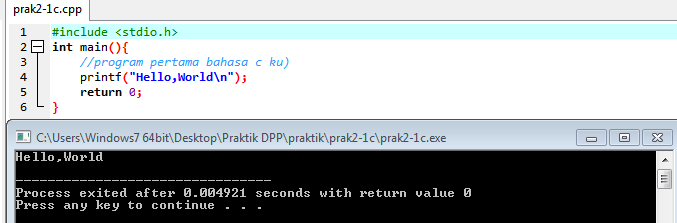 prak2-1c.cpp
1 #include <stdio.h>
2 int main(){
3 //program pertama bahasa c ku)
4 printf("Hello,World\n");
5 return 0;
6 }
C:\Users\Windows7 64bit\Desktop\Praktik DPP\praktik\prak2-1c\prak2-1c.exe
Hello,World
--------------------------------
Process exited after 0.004921 seconds with return value 0
Press any key to continue . . .